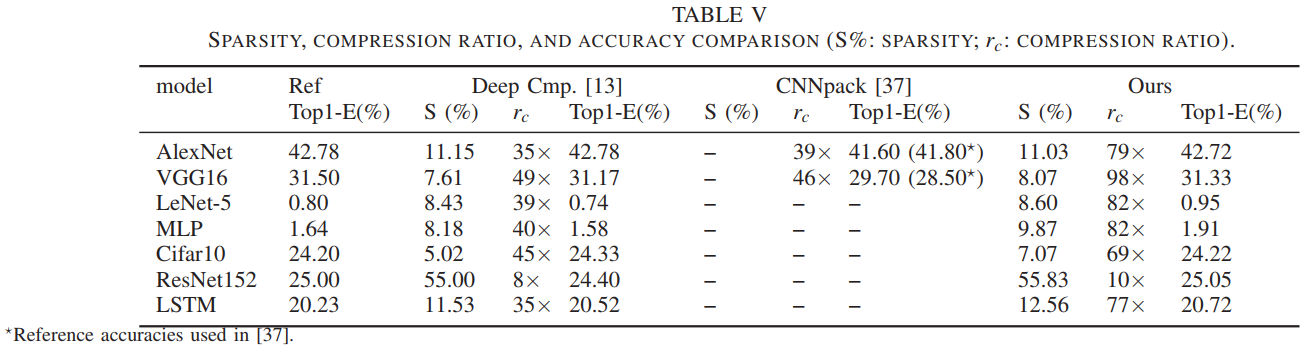 TABLE V
SPARSITY, COMPRESSION RATIO, AND ACCURACY COMPARISON (S%: SPARSITY; rc: COMPRESSION RATIO).
model Ref Deep Cmp. [13] CNNpack [37] Ours
Top1-E(%) S (%) rc Top1-E(%) S (%) rc Top1-E(%) S (%) rc Top1-E(%)
AlexNet 42.78 11.15 35× 42.78 – 39× 41.60 (41.80*) 11.03 79× 42.72
VGG16 31.50 7.61 49× 31.17 – 46× 29.70 (28.50*) 8.07 98× 31.33
LeNet-5 0.80 8.43 39× 0.74 – – – 8.60 82× 0.95
MLP 1.64 8.18 40× 1.58 – – – 9.87 82× 1.91
Cifar10 24.20 5.02 45× 24.33 – – – 7.07 69× 24.22
ResNet152 25.00 55.00 8× 24.40 – – – 55.83 10× 25.05
LSTM 20.23 11.53 35× 20.52 – – – 12.56 77× 20.72
*Reference accuracies used in [37].